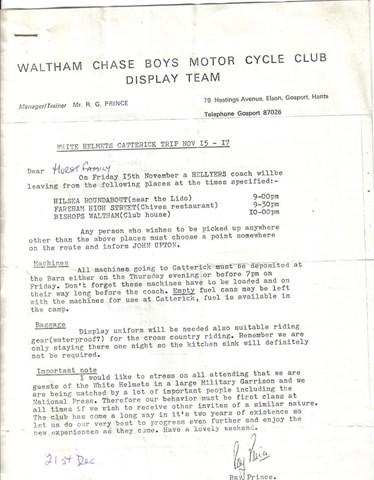 WALTHAM CHASE BOYS MOTOR CYCLE CLUB
DISPLAY TEAM
Manager/Trainer Mr. R. G. PRINCE
79 Hastings Avenue, Elson, Gosport, Hants
Telephone Gosport 87026
WHITE HELMETS CATTERICK TRIP NOV I5 - I7
Dear HURST FAMILY
On Friday I5th November a HELLYERS coach willbe
leaving from the following places at the times specified:-
HILSEA ROUNDABOUT(near the Lido) 9-00pm
FAREHAM HIGH STREET(Chives restaurant) 9-30pm
BISHOPS WALTHAM(Club house) IO-00pm
Any person who wishes to be picked up anywhere
other than the above places must choose a point somewhere
on the route and inform JOHN UPTON.
Machines
All machines going to Catterick must be deposited
at the Barn either on the Thursday evening or before 7pm on
Friday. Don't forget these machines have to be loaded and on
their way long before the coach. Empty fuel cans may be left
with the machines for use at Catterick, fuel is available in
the camp.
Baggage
Display uniform will be needed also suitable riding
gear(waterproof?) for the cross country riding. Remember we are
only staying there one night so the kitchen sink will definitely
not be required.
Important note
I would like to stress on all attending that we are
guests of the White Helmets in a large Military Garrison and we
are being watched by a lot of important people including the
National Press. Therefore our behaviour must be first class at
all times if we wish to receive other invites of a similar nature.
The club has come a long way in it's two years of existence so
let us do our very best to progress even further and enjoy the
new experiences as they come. Have a lovely weekend.
21st Dec
Ray Prince
Ray Prince.